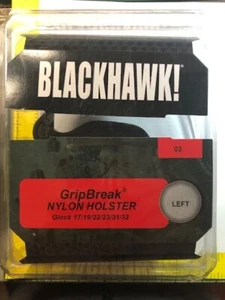 BLACKHAWK!
03
GripBreak®
NYLON HOLSTER
Glock 17/19/22/23/31/32
LEFT